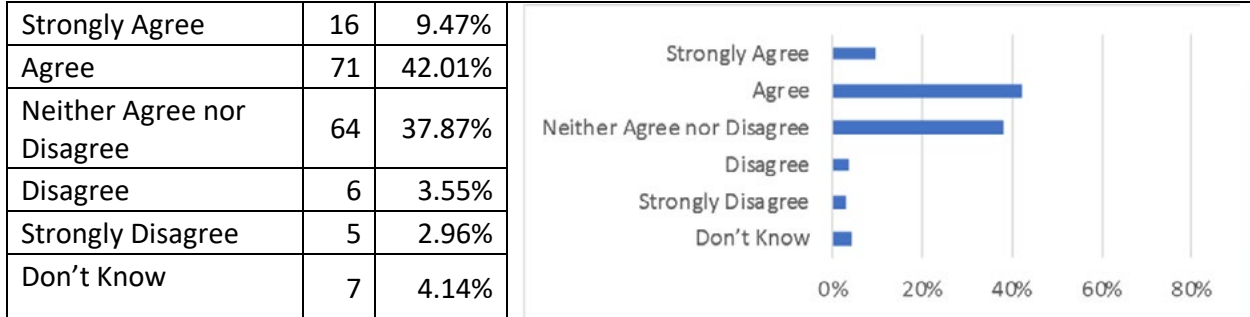 Strongly Agree 16 9.47%
Agree 71 42.01%
Neither Agree nor
Disagree 64 37.87%
Disagree 6 3.55%
Strongly Disagree 5 2.96%
Don’t Know 7 4.14%
Strongly Agree
Agree
Neither Agree nor Disagree
Disagree
Strongly Disagree
Don’t Know
0% 20% 40% 60% 80%